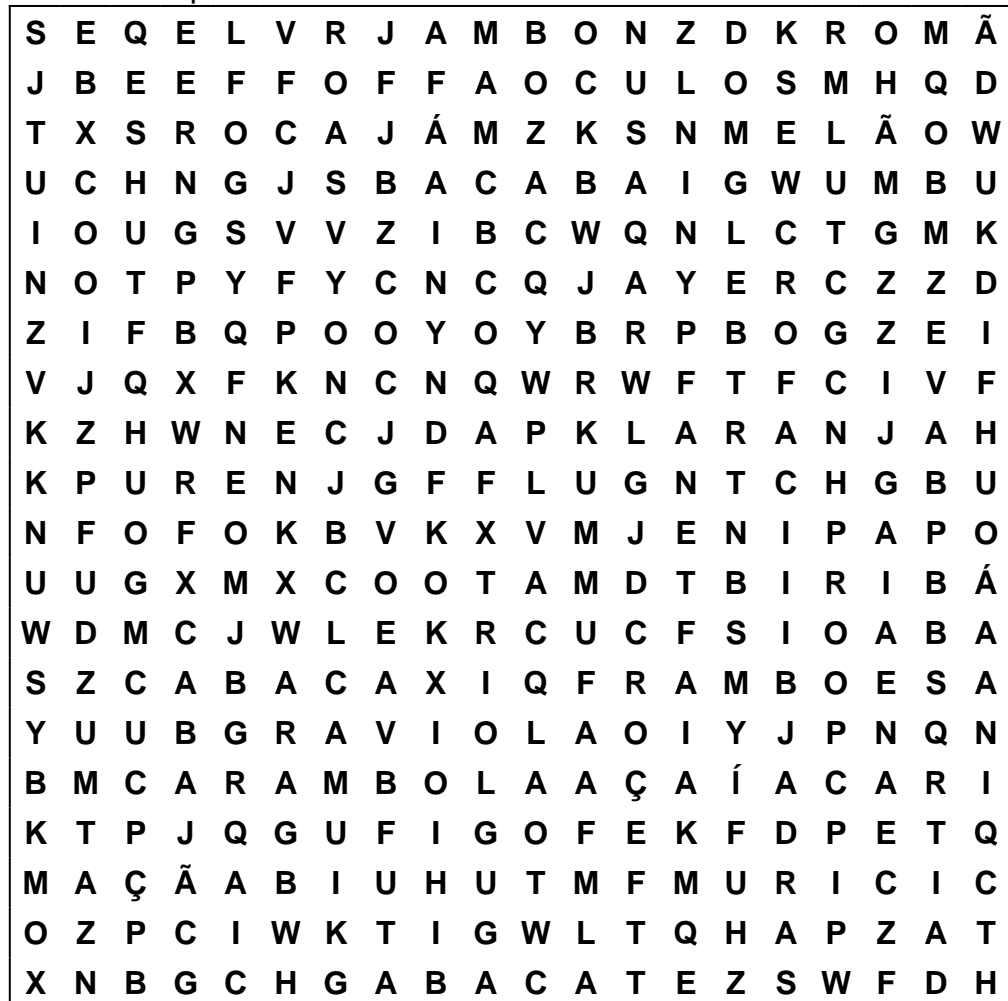 S E Q E L V R J A M B O N Z D K R O M Ã
J B E E F F O F F A O C U L O S M H Q D
T X S R O C A J Á M Z K S N M E L Ã O W
U C H N G J S B A C A B A I G W U M B U
I O U G S V V Z I B C W Q N L C T G M K
N O T P Y F Y C N C Q J A Y E R C Z Z D
Z I F B Q P O O Y O Y B R P B O G Z E I
V J Q X F K N C N Q W R W F T F C I V F
K Z H W N E C J D A P K L A R A N J A H
K P U R E N J G F F L U G N T C H G B U
N F O F O K B V K X V M J E N I P A P O
U U G X M X C O O T A M D T B I R I B Á
W D M C J W L E K R C U C F S I O A B A
S Z C A B A C A X I Q F R A M B O E S A
Y U U B G R A V I O L A O I Y J P N Q N
B M C A R A M B O L A A Ç A Í A C A R I
K T P J Q G U F I G O F E K F D P E T Q
M A Ç Ã A B I U H U T M F M U R I C I C
O Z P C I W K T I G W L T Q H A P Z A T
X N B G C H G A B A C A T E Z S W F D H